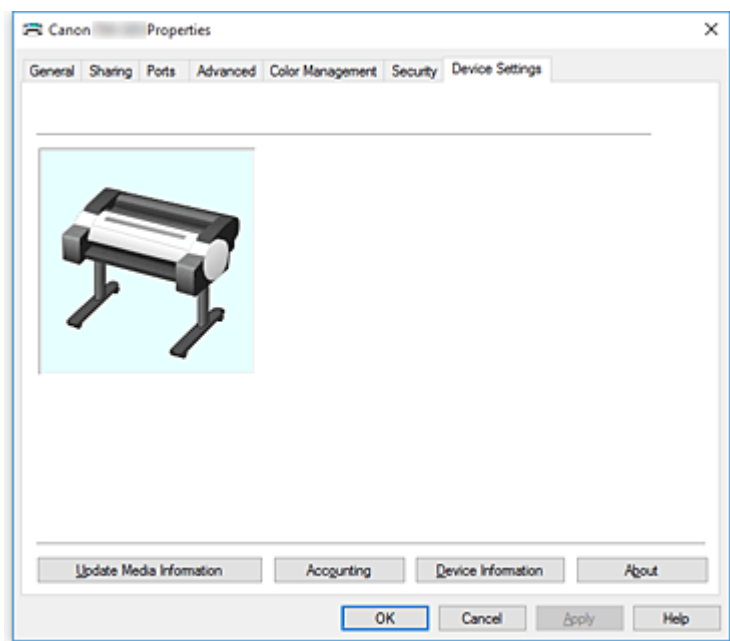 Canon Properties
General Sharing Ports Advanced Color Management Security Device Settings
Update Media Information Accounting Device Information About
OK Cancel Apply Help